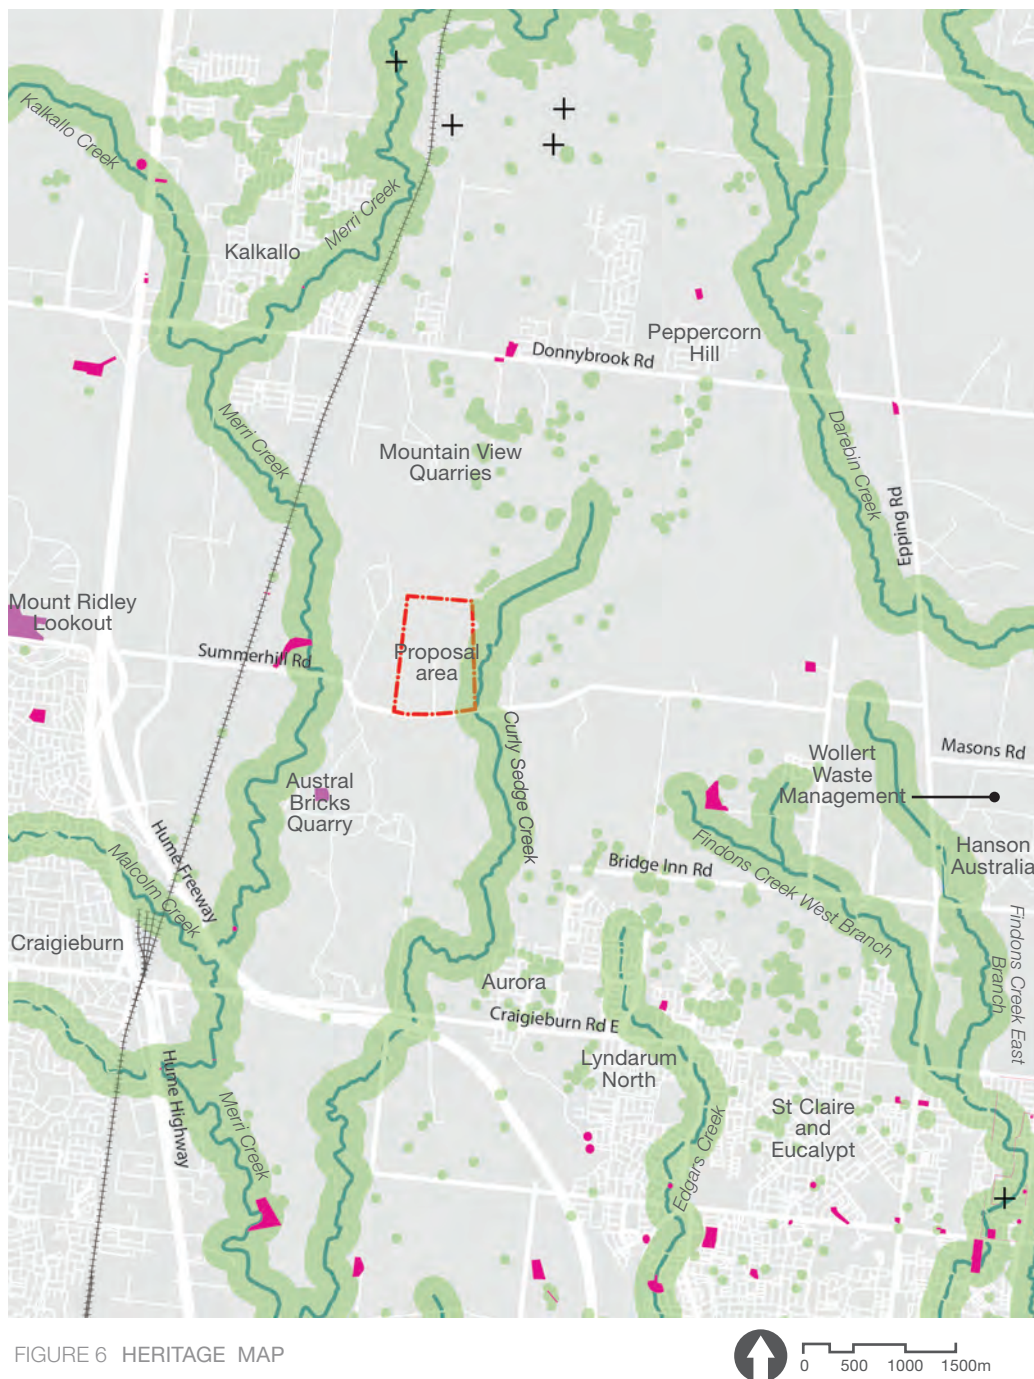 Kalkallo Creek
Merri Creek
Kalkallo
Peppercorn
Hill
Donnybrook Rd
Merri Creek
Mountain View
Quarries
Darebin Creek
Epping Rd
Mount Ridley
Lookout
Summerhill Rd
Proposal
area
Curly Sedge Creek
Masons Rd
Wollert
Waste
Management
Austral
Bricks
Quarry
Hume Freeway
Malcolm Creek
Bridge Inn Rd
Findons Creek West Branch
Hanson
Australia
Findons Creek East
Branch
Craigieburn
Aurora
Craigieburn Rd E
Lyndarum
North
Hume Highway
Merri Creek
Edgars Creek
St Claire
and
Eucalypt
FIGURE 6 HERITAGE MAP
0 500 1000 1500m